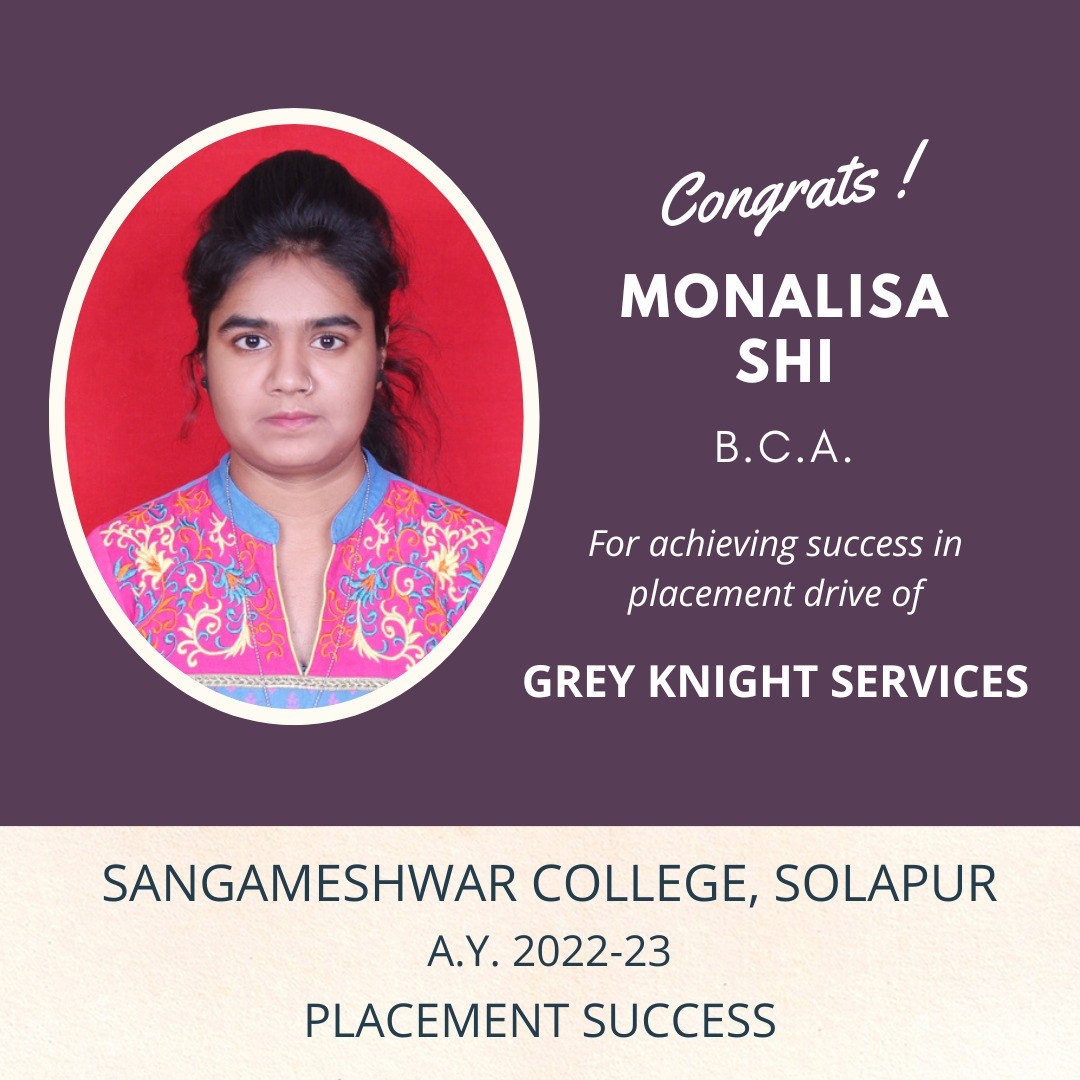 Congrats !
MONALISA
SHI
B.C.A.
For achieving success in
placement drive of
GREY KNIGHT SERVICES
SANGAMESHWAR COLLEGE, SOLAPUR
A.Y. 2022-23
PLACEMENT SUCCESS